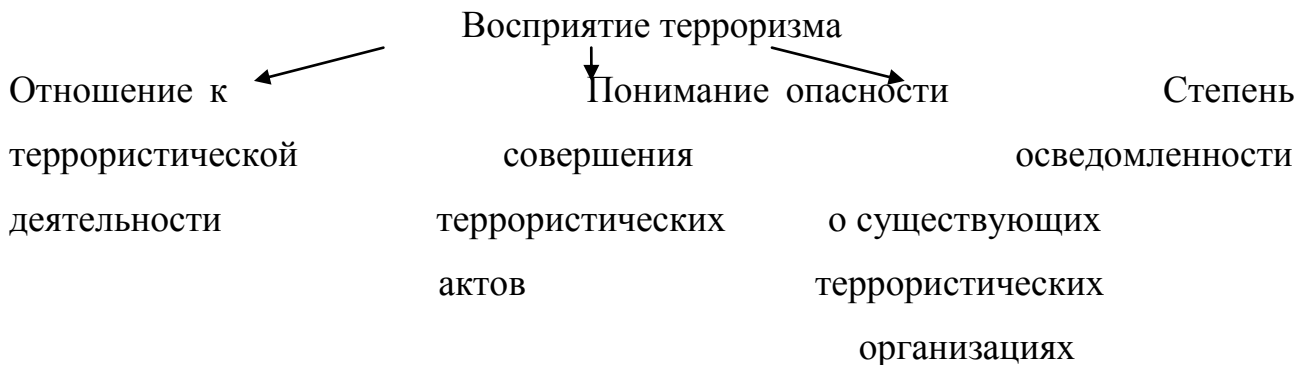 Восприятие терроризма
Отношение к Понимание опасности Степень
террористической совершения осведомленности
деятельности террористических о существующих
актов террористических
организациях